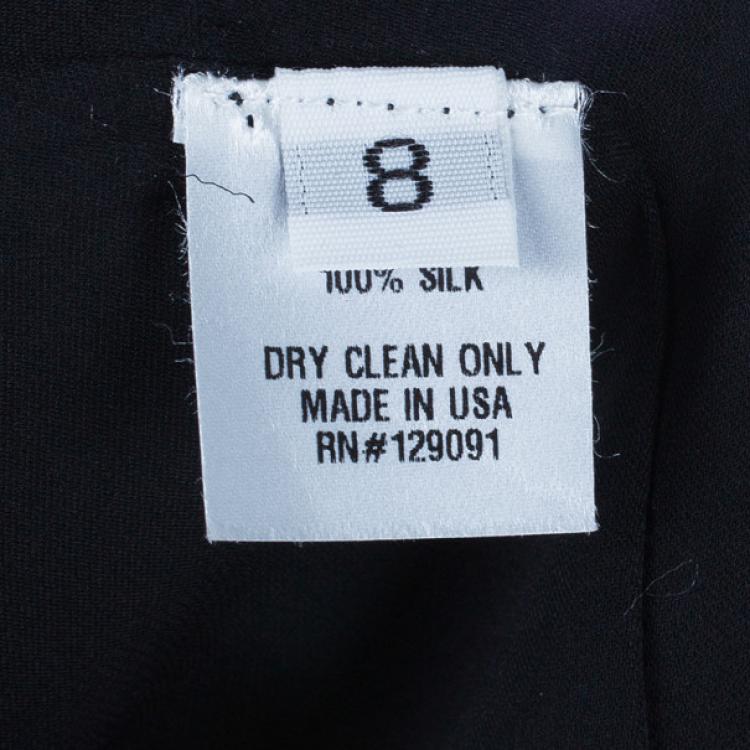 8
100% SILK
DRY CLEAN ONLY
MADE IN USA
RN#129091